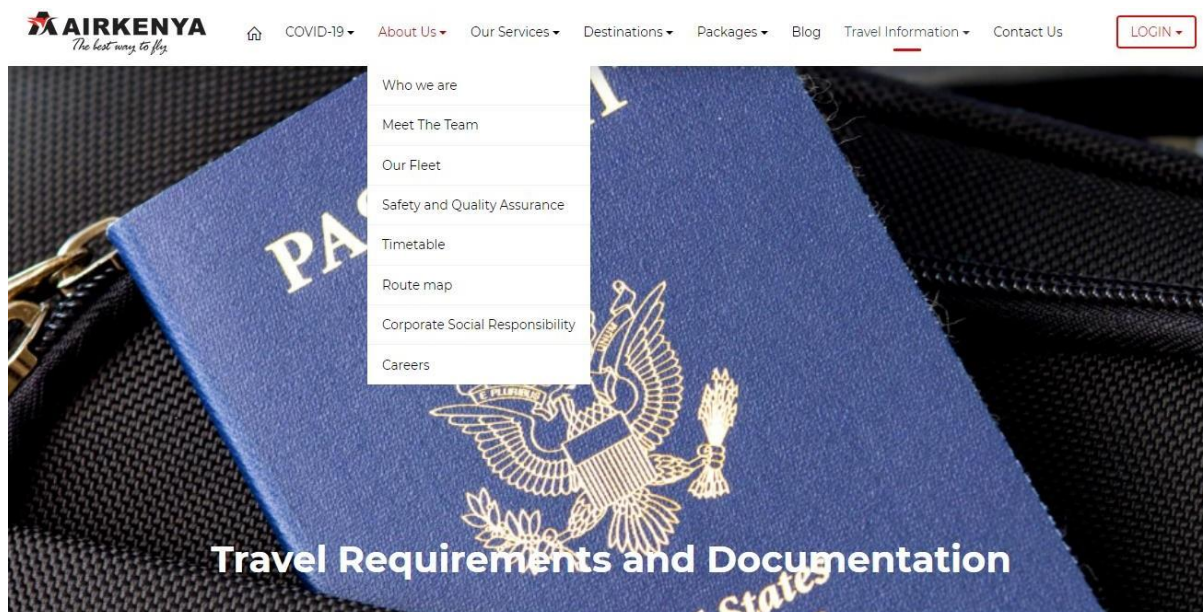 AIRKENYA
The best way to fly
COVID-19 About Us Our Services Destinations Packages Blog Travel Information Contact Us LOGIN
Who we are
Meet The Team
Our Fleet
Safety and Quality Assurance
Timetable
Route map
Corporate Social Responsibility
Careers
PAS
E PLURIBUS
Travel Requirements and Documentation
States